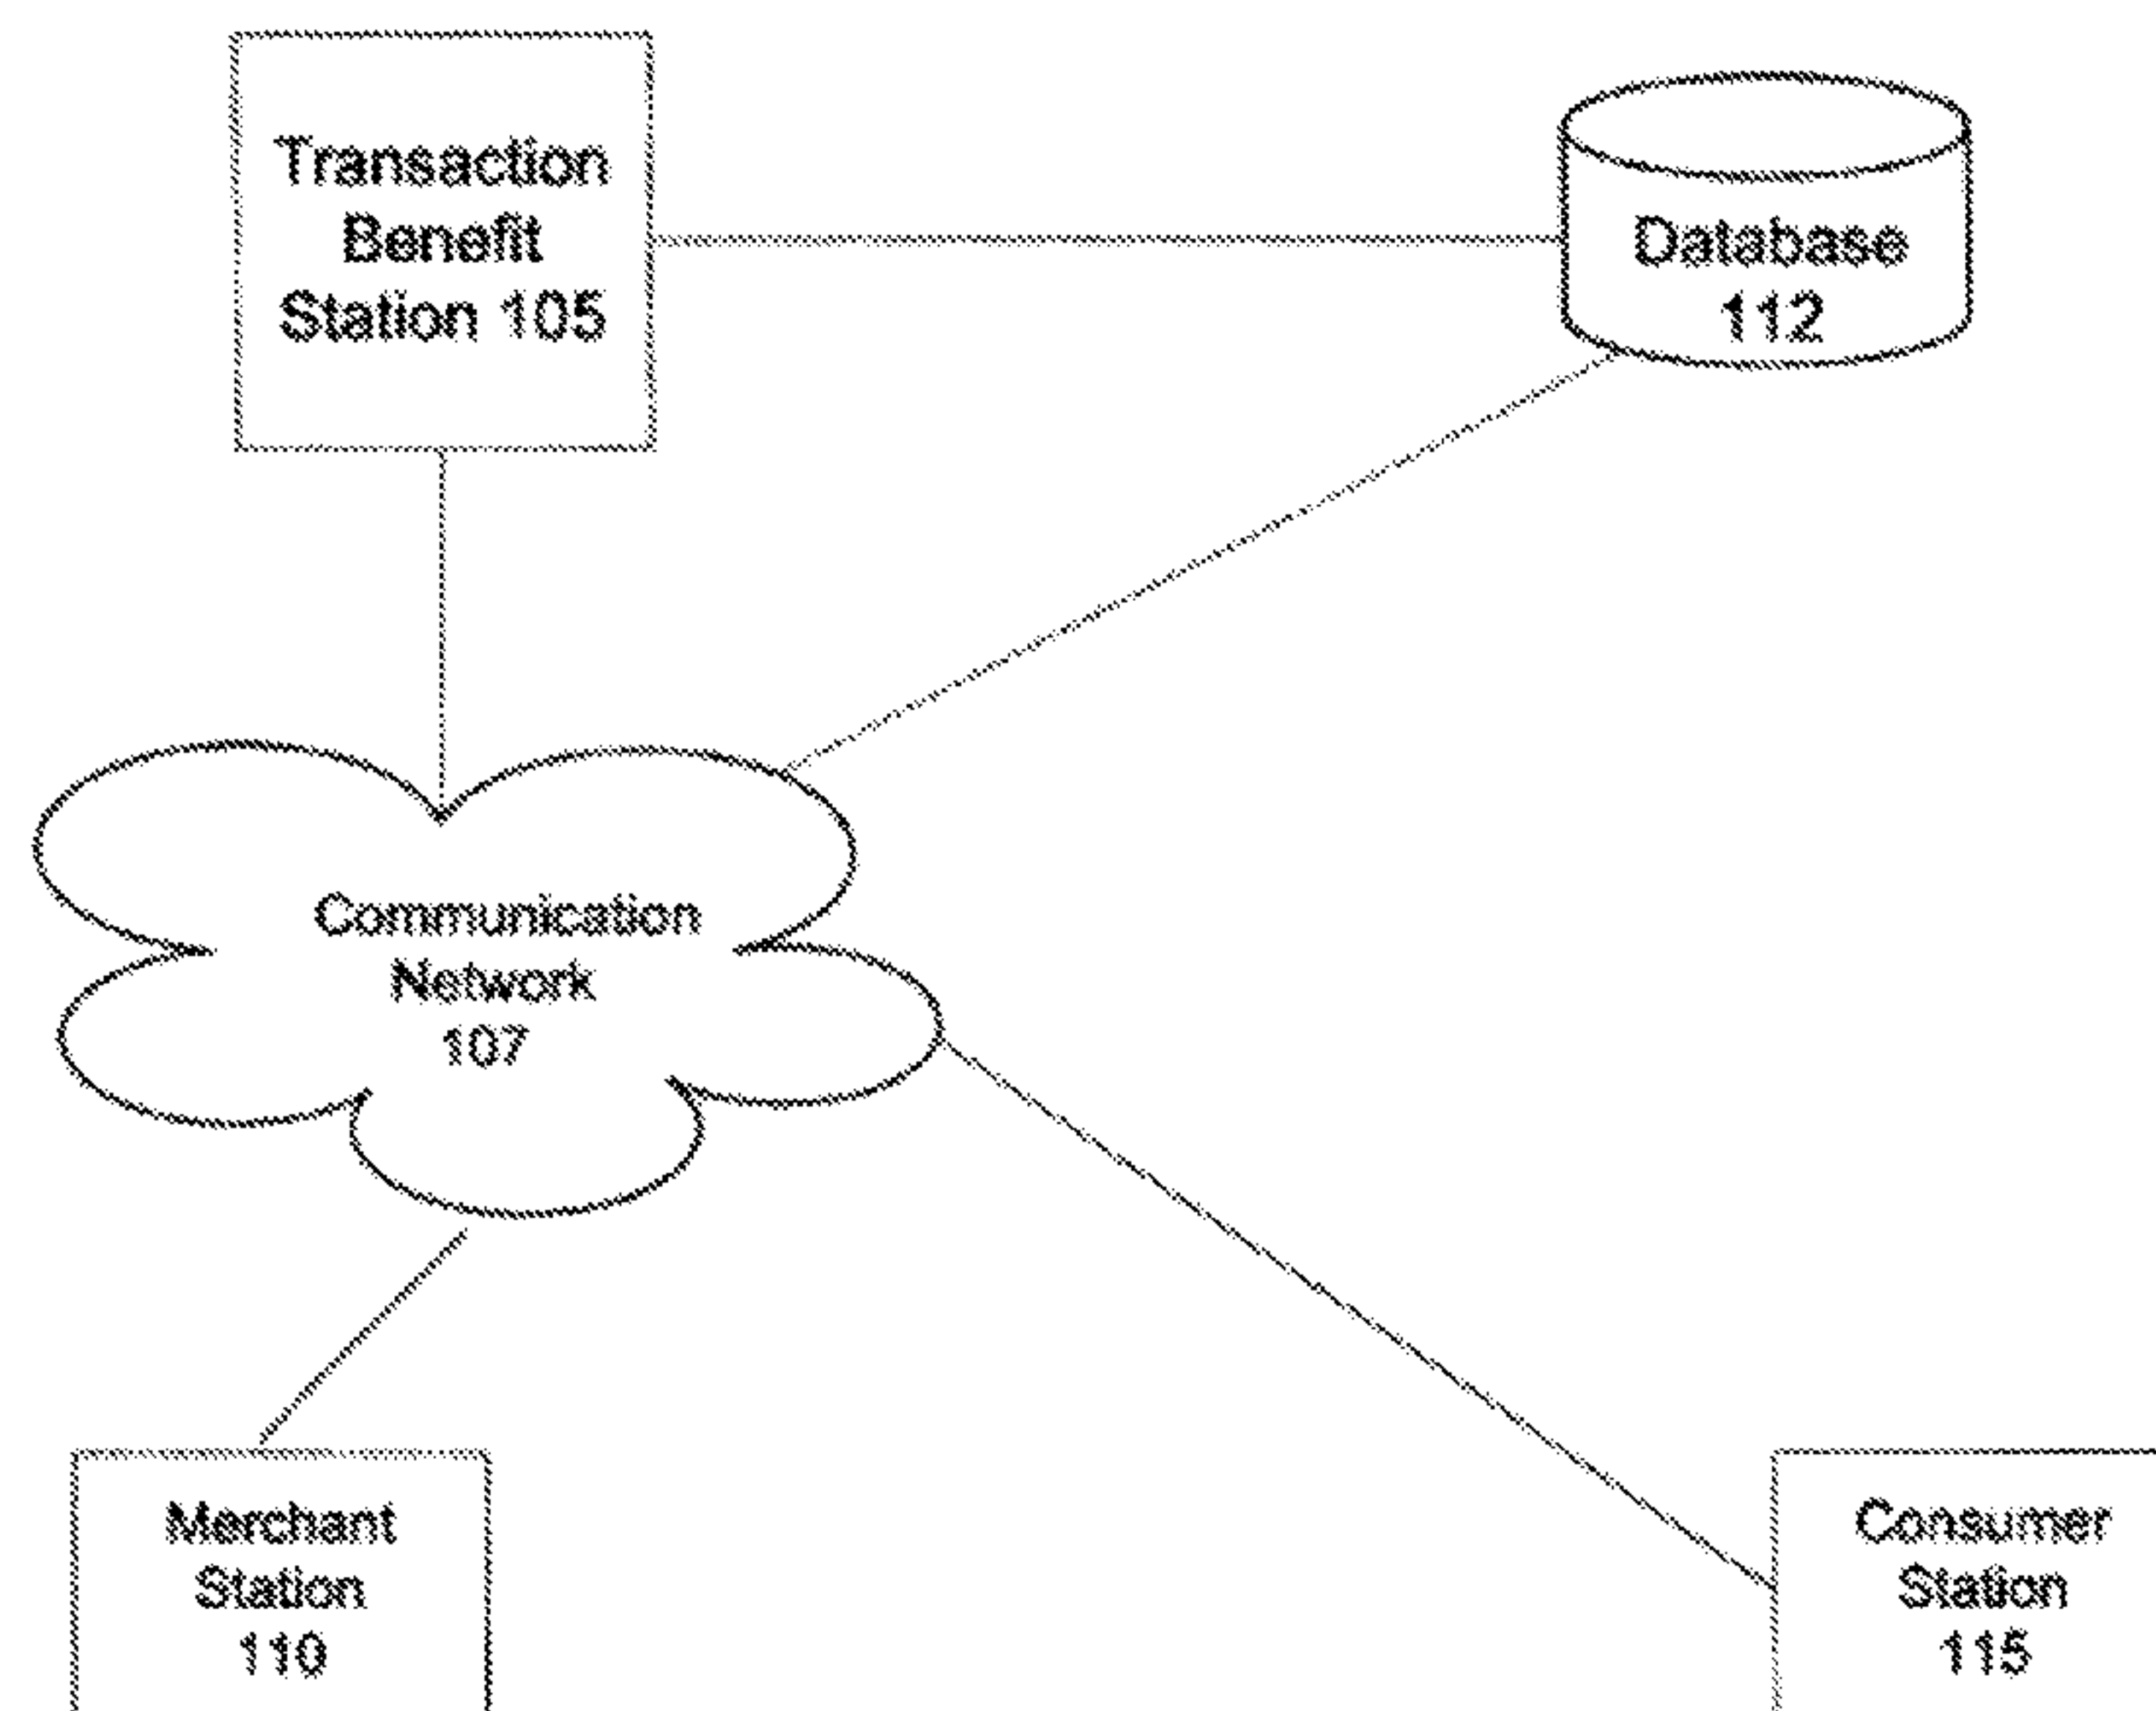 Transaction
Benefit
Station 105
Database
112
Communication
Network
107
Merchant
Station
110
Consumer
Station
115